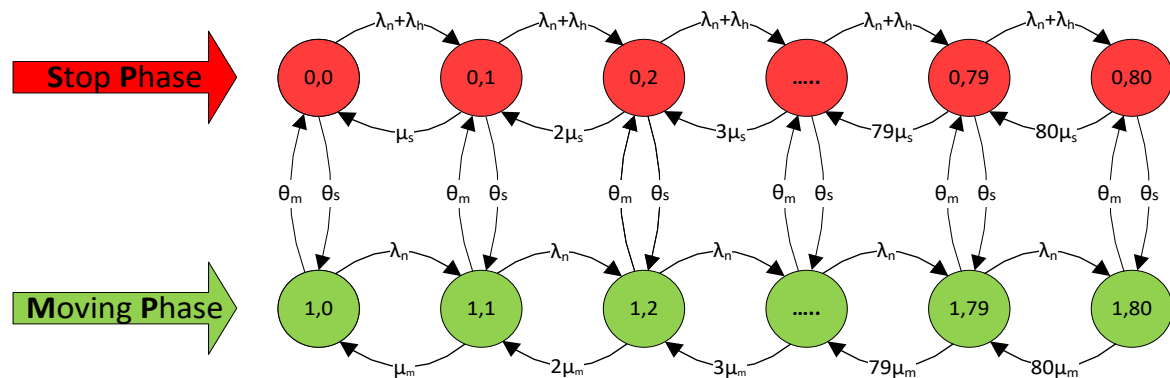 λn+λh λn+λh λn+λh λn+λh λn+λh
Stop Phase 0,0 0,1 0,2 ..... 0,79 0,80
μs 2μs 3μs 79μs 80μs
θm θs θm θs θm θs θm θs θm θs θm θs
λn λn λn λn λn
Moving Phase 1,0 1,1 1,2 ..... 1,79 1,80
μm 2μm 3μm 79μm 80μm